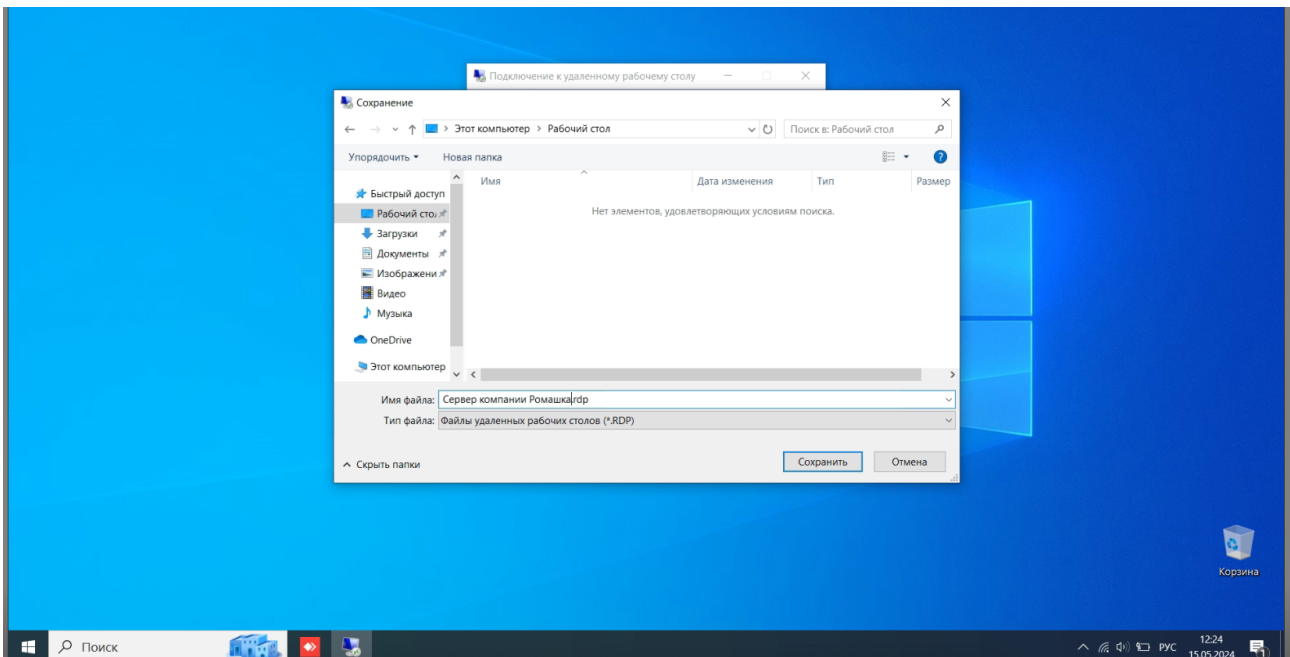 Подключение к удаленному рабочему столу
Сохранение
Этот компьютер > Рабочий стол
Поиск в: Рабочий стол
Упорядочить
Новая папка
Имя
Дата изменения
Тип
Размер
Нет элементов, удовлетворяющих условиям поиска.
Быстрый доступ
Рабочий сто
Загрузки
Документы
Изображени
Видео
Музыка
OneDrive
Этот компьютер
Имя файла: Сервер компании Ромашка.rdp
Тип файла: Файлы удаленных рабочих столов (*.RDP)
Скрыть папки
Сохранить
Отмена
Корзина
Поиск
РУС
12:24
15.05.2024
1